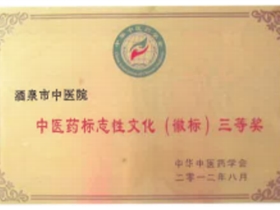 酒泉市中医院
中医药标志性文化（徽标）三等奖
中华中医药学会
二零一二年八月